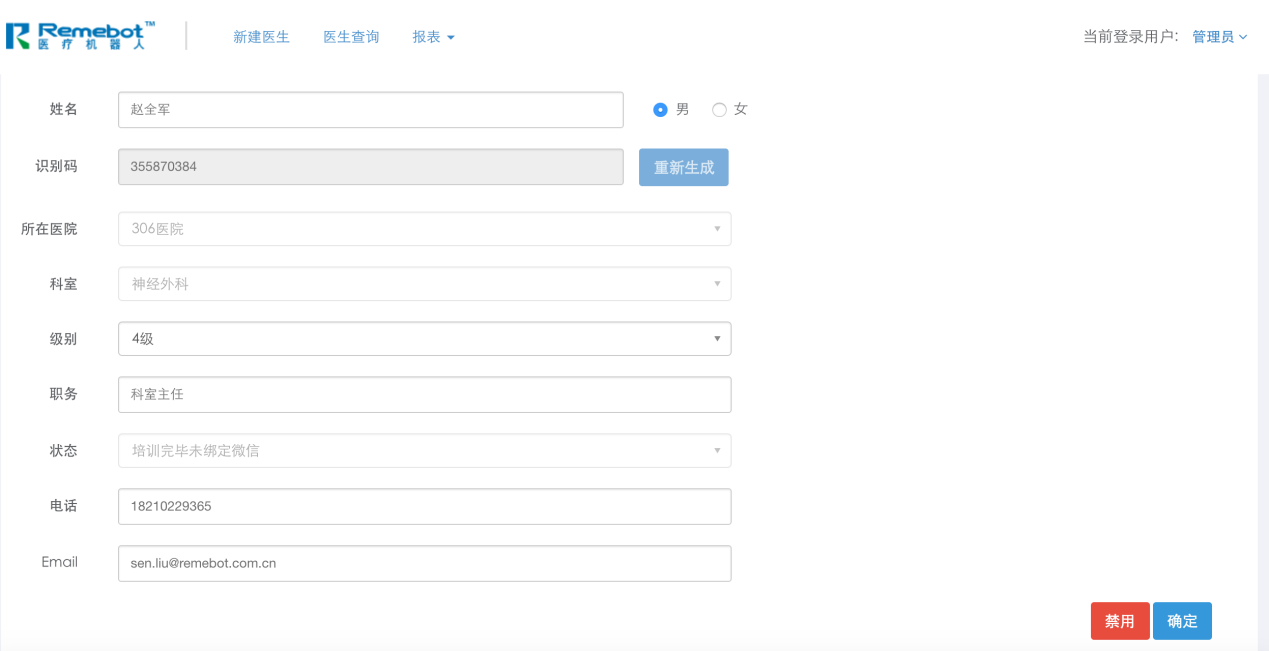 Remebot™
医疗机器人
新建医生 医生查询 报表 当前登录用户: 管理员
姓名 赵全军 男 女
识别码 355870384 重新生成
所在医院 306医院
科室 神经外科
级别 4级
职务 科室主任
状态 培训完毕未绑定微信
电话 18210229365
Email sen.liu@remebot.com.cn
禁用 确定